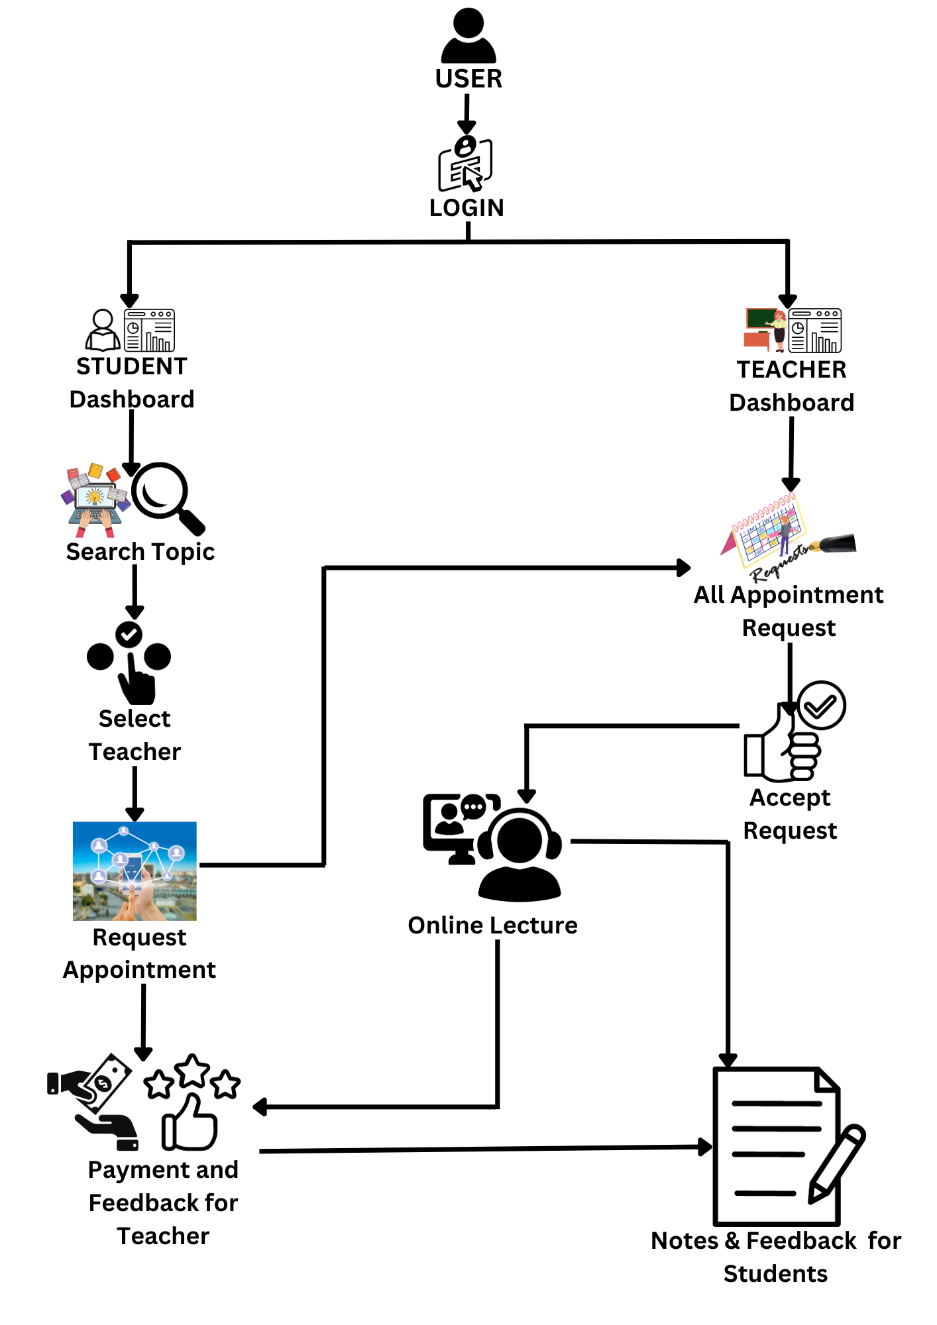 USER
LOGIN
STUDENT
Dashboard
TEACHER
Dashboard
Search Topic
Requests
All Appointment
Request
Select
Teacher
Accept
Request
Online Lecture
Request
Appointment
Payment and
Feedback for
Teacher
Notes & Feedback for
Students